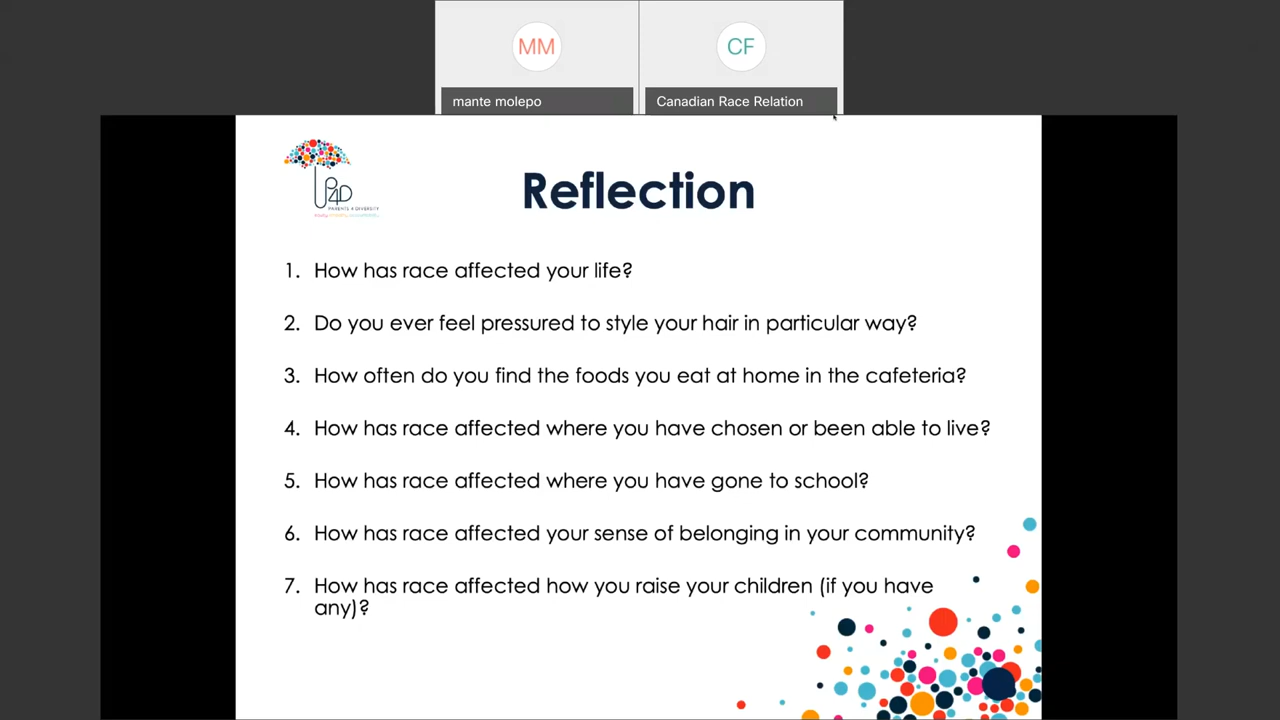 MM
CF
mante molepo
Canadian Race Relation
P4D
PARENTS 4 DIVERSITY
Reflection
1. How has race affected your life?
2. Do you ever feel pressured to style your hair in particular way?
3. How often do you find the foods you eat at home in the cafeteria?
4. How has race affected where you have chosen or been able to live?
5. How has race affected where you have gone to school?
6. How has race affected your sense of belonging in your community?
7. How has race affected how you raise your children (if you have
any)?